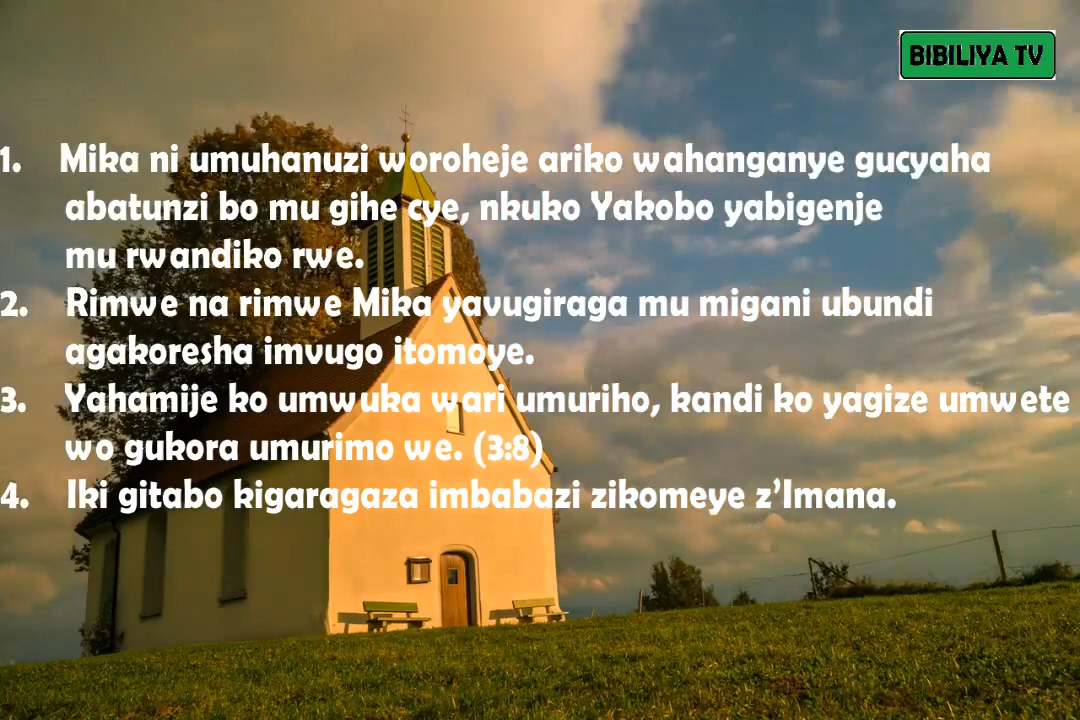 BIBILIYA TV
1. Mika ni umuhanuzi woroheje ariko wahanganye gucyaha
abatunzi bo mu gihe cye, nkuko Yakobo yabigenje
mu rwandiko rwe.
2. Rimwe na rimwe Mika yavugiraga mu migani ubundi
agakoresha imvugo itomoye.
3. Yahamije ko umwuka wari umuriho, kandi ko yagize umwete
wo gukora umurimo we. (3:8)
4. Iki gitabo kigaragaza imbabazi zikomeye z'Imana.